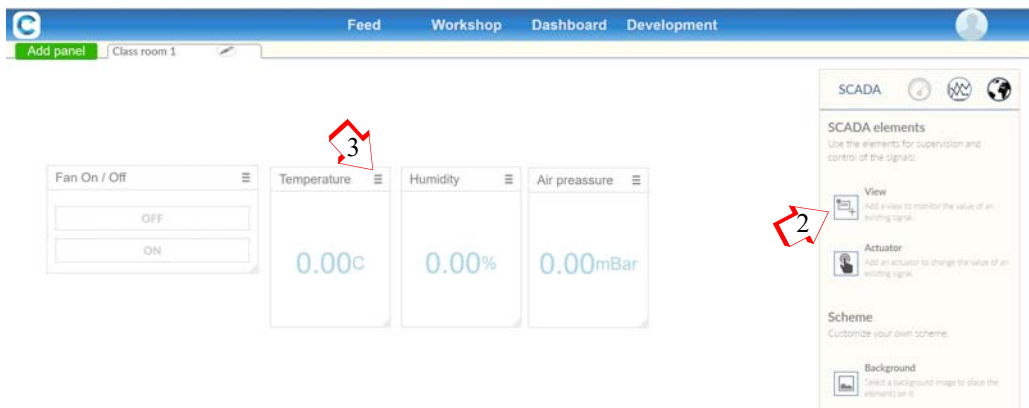 Feed Workshop Dashboard Development
Add panel Class room 1
SCADA
SCADA elements
Use the elements for supervision and
control of the signals:
3
Fan On / Off
Temperature
Humidity
Air preassure
View
Add a view to monitor the value of an
existing signal.
2
OFF
ON
Actuator
Add an actuator to change the value of an
existing signal.
0.00C
0.00%
0.00mBar
Scheme
Customize your own scheme.
Background
Select a background image to place the
elements on it.